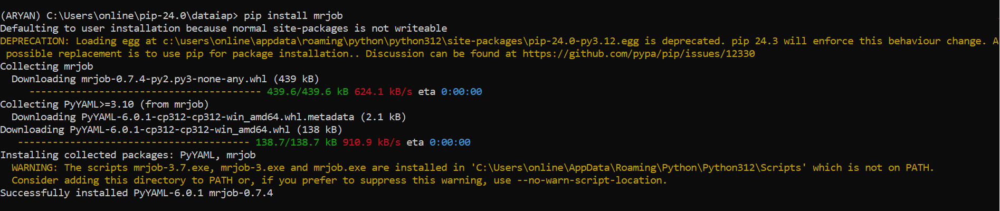 (ARYAN) C:\Users\online\pip-24.0\dataiap> pip install mrjob
Defaulting to user installation because normal site-packages is not writeable
DEPRECATION: Loading egg at c:\users\online\appdata\roaming\python\python312\site-packages\pip-24.0-py3.12.egg is deprecated. pip 24.3 will enforce this behaviour change. A
 possible replacement is to use pip for package installation.. Discussion can be found at https://github.com/pypa/pip/issues/12330
Collecting mrjob
  Downloading mrjob-0.7.4-py2.py3-none-any.whl (439 kB)
     ---------------------------------------- 439.6/439.6 kB 624.1 kB/s eta 0:00:00
Collecting PyYAML>=3.10 (from mrjob)
  Downloading PyYAML-6.0.1-cp312-cp312-win_amd64.whl.metadata (2.1 kB)
Downloading PyYAML-6.0.1-cp312-cp312-win_amd64.whl (138 kB)
   ---------------------------------------- 138.7/138.7 kB 910.9 kB/s eta 0:00:00
Installing collected packages: PyYAML, mrjob
  WARNING: The scripts mrjob-3.7.exe, mrjob-3.exe and mrjob.exe are installed in 'C:\Users\online\AppData\Roaming\Python\Python312\Scripts' which is not on PATH.
  Consider adding this directory to PATH or, if you prefer to suppress this warning, use --no-warn-script-location.
Successfully installed PyYAML-6.0.1 mrjob-0.7.4